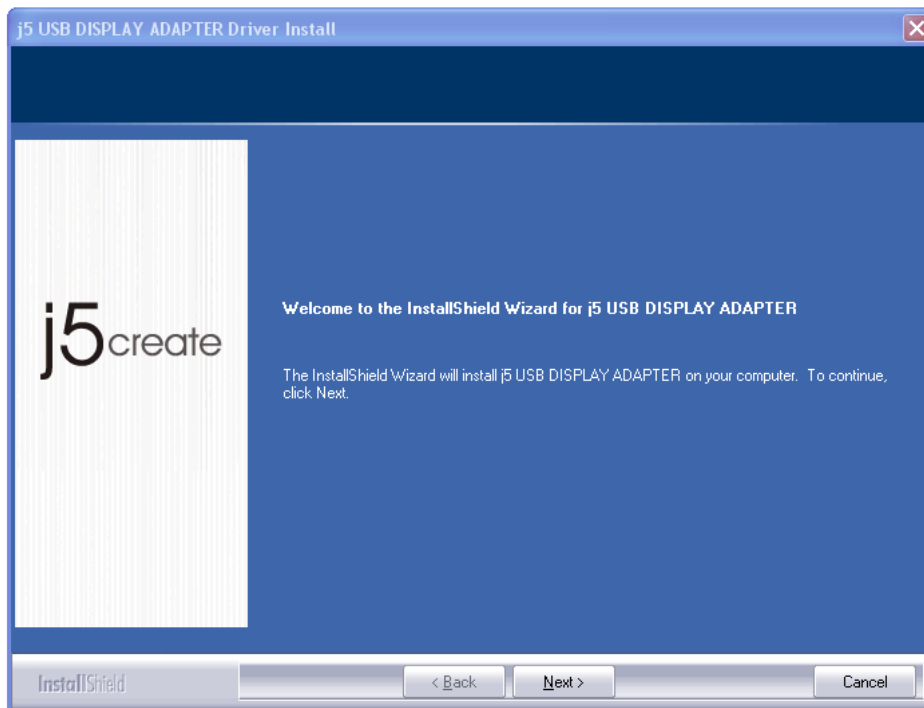 j5 USB DISPLAY ADAPTER Driver Install
j5create
Welcome to the InstallShield Wizard for j5 USB DISPLAY ADAPTER
The InstallShield Wizard will install j5 USB DISPLAY ADAPTER on your computer.  To continue,
click Next.
InstallShield
< Back
Next >
Cancel